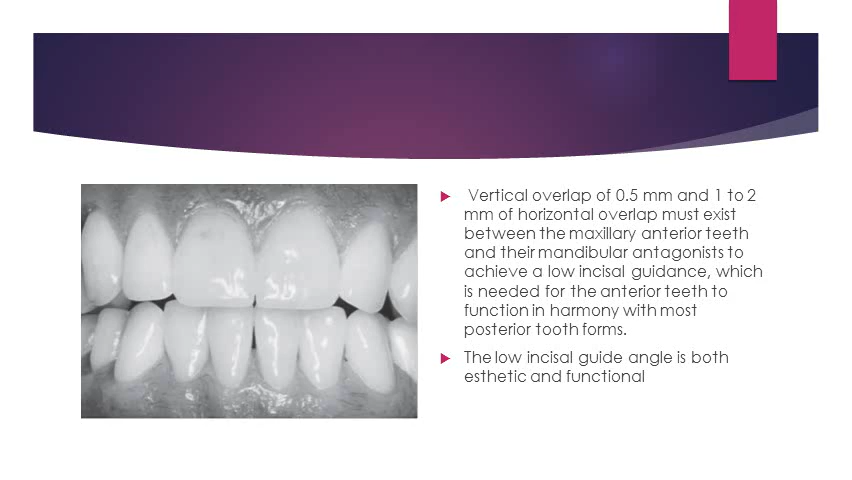 Vertical overlap of 0.5 mm and 1 to 2
mm of horizontal overlap must exist
between the maxillary anterior teeth
and their mandibular antagonists to
achieve a low incisal guidance, which
is needed for the anterior teeth to
function in harmony with most
posterior tooth forms.
The low incisal guide angle is both
esthetic and functional